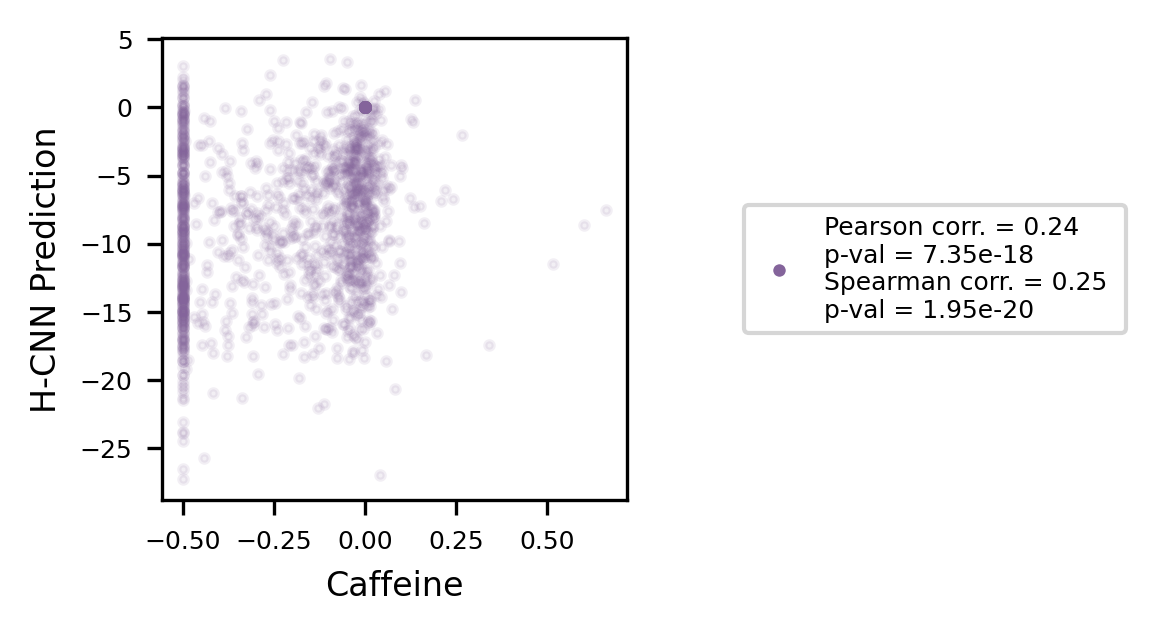 5
0
−5
−10
−15
−20
−25
H-CNN Prediction
−0.50 −0.25 0.00 0.25 0.50
Caffeine
Pearson corr. = 0.24
p-val = 7.35e-18
Spearman corr. = 0.25
p-val = 1.95e-20